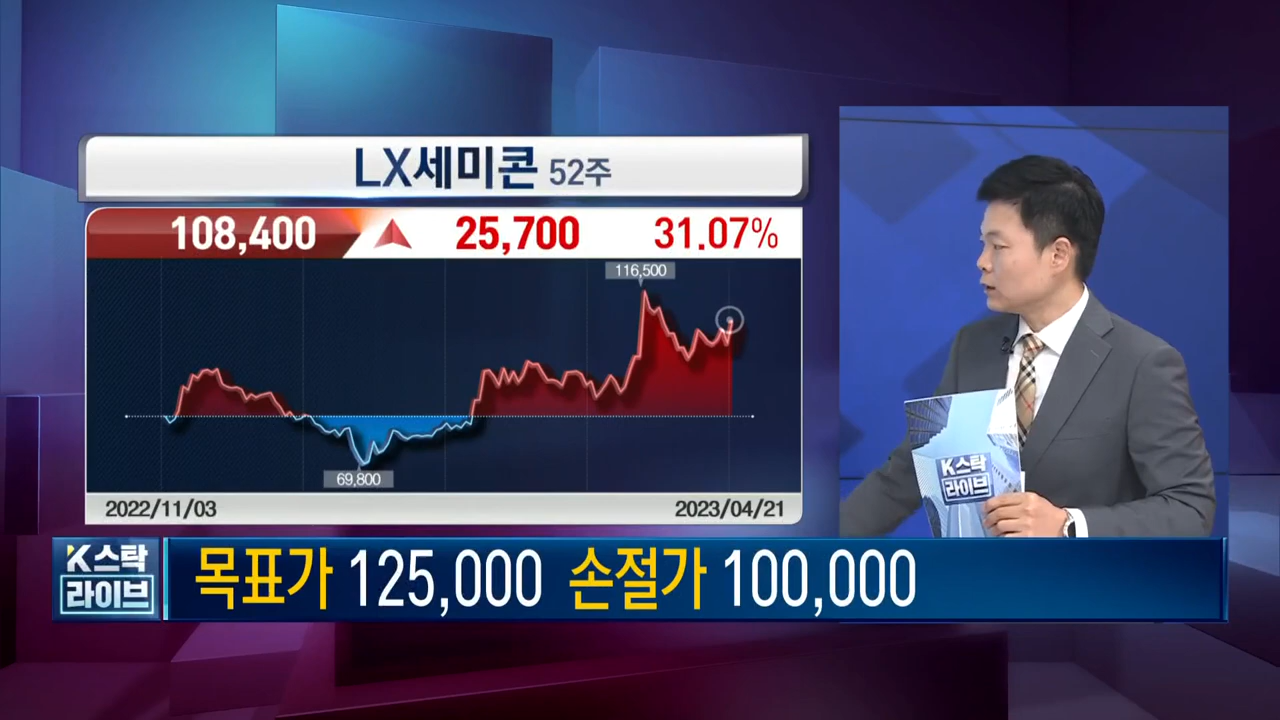 LX세미콘 52주
108,400 25,700 31.07%
116,500
69,800
2022/11/03 2023/04/21
K스탁
라이브
K스탁
라이브
목표가 125,000 손절가 100,000